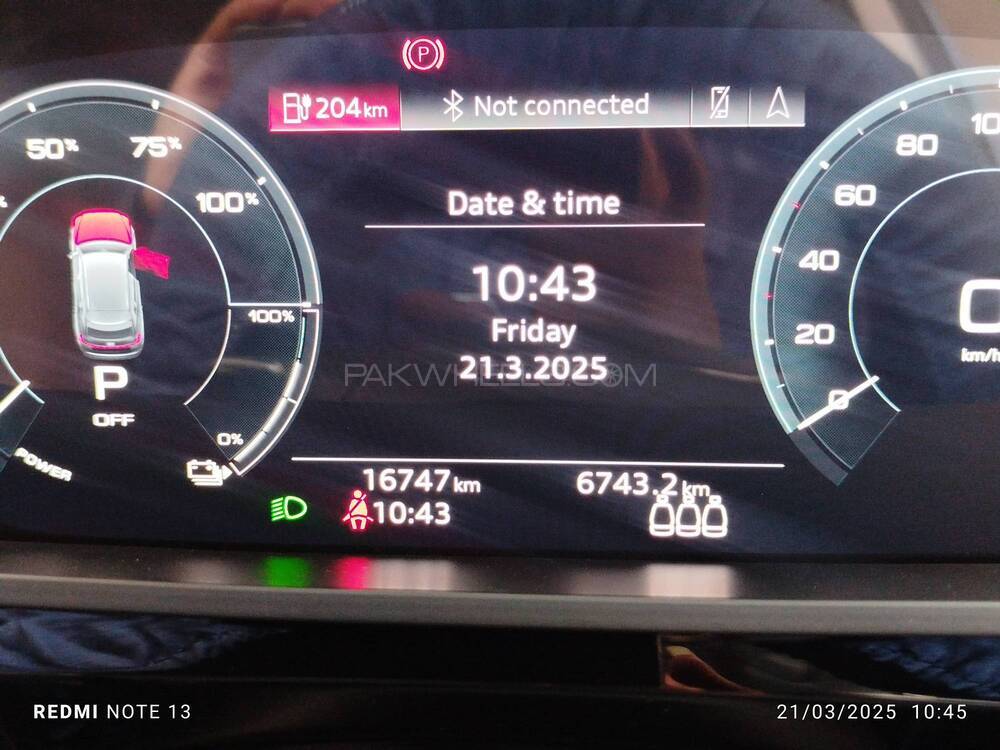 P
204 km
Not connected
50%
75%
100%
Date & time
10:43
Friday
21.3.2025
PAKWHEELS.COM
100%
P
OFF
0%
POWER
80
60
40
20
0
km/h
16747 km
6743.2 km
10:43
REDMI NOTE 13
21/03/2025 10:45